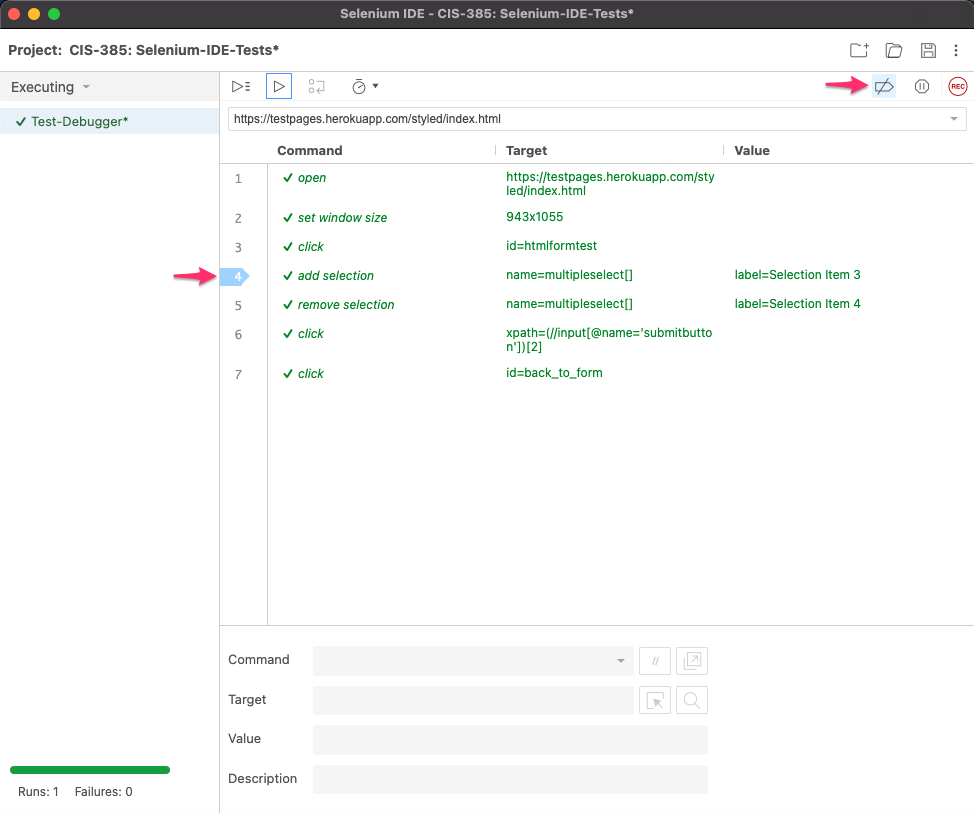 Selenium IDE - CIS-385: Selenium-IDE-Tests*
Project: CIS-385: Selenium-IDE-Tests*
Executing
REC
Test-Debugger*
https://testpages.herokuapp.com/styled/index.html
Command Target Value
1 open https://testpages.herokuapp.com/sty
led/index.html
2 set window size 943x1055
3 click id=htmlformtest
4 add selection name=multipleselect[] label=Selection Item 3
5 remove selection name=multipleselect[] label=Selection Item 4
6 click xpath=(//input[@name='submitbutto
n'])[2]
7 click id=back_to_form
Command //
Target
Value
Description
Runs: 1 Failures: 0